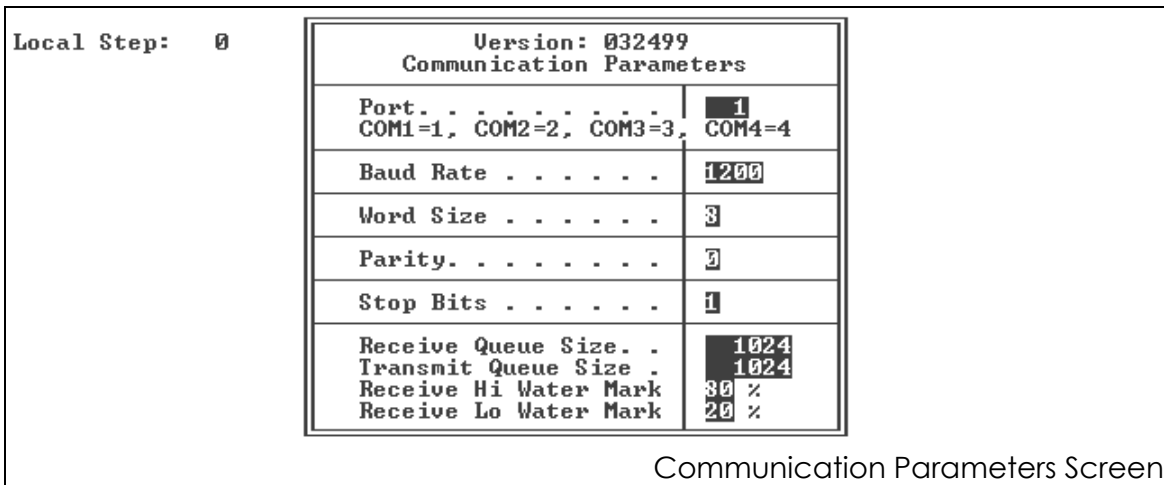 Local Step: 0
Version: 032499
Communication Parameters
Port. . . . . . . . . 1
COM1=1, COM2=2, COM3=3, COM4=4
Baud Rate . . . . . . 1200
Word Size . . . . . . 8
Parity. . . . . . . . 0
Stop Bits . . . . . . 1
Receive Queue Size. . 1024
Transmit Queue Size . 1024
Receive Hi Water Mark 80 %
Receive Lo Water Mark 20 %
Communication Parameters Screen